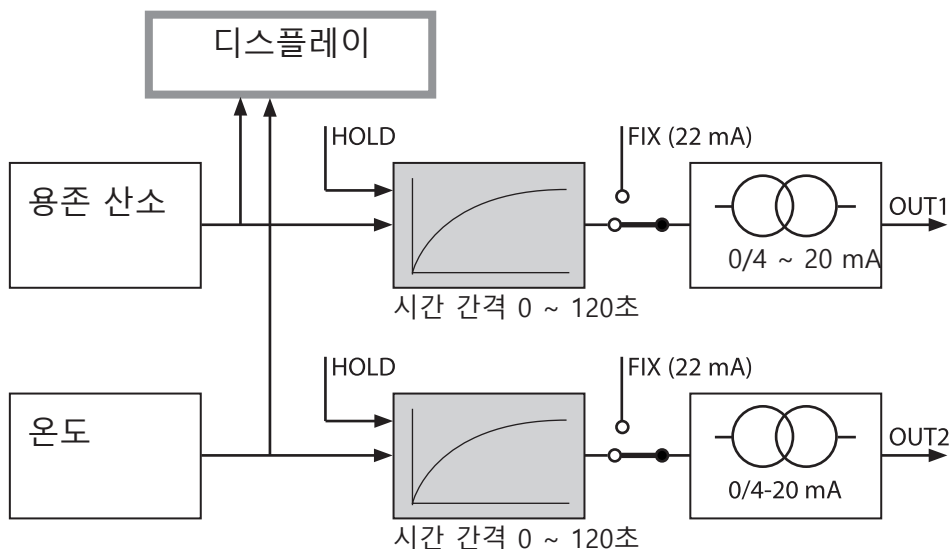 디스플레이
HOLD
FIX (22 mA)
용존 산소
OUT1
0/4 ~ 20 mA
시간 간격 0 ~ 120초
HOLD
FIX (22 mA)
온도
OUT2
0/4-20 mA
시간 간격 0 ~ 120초